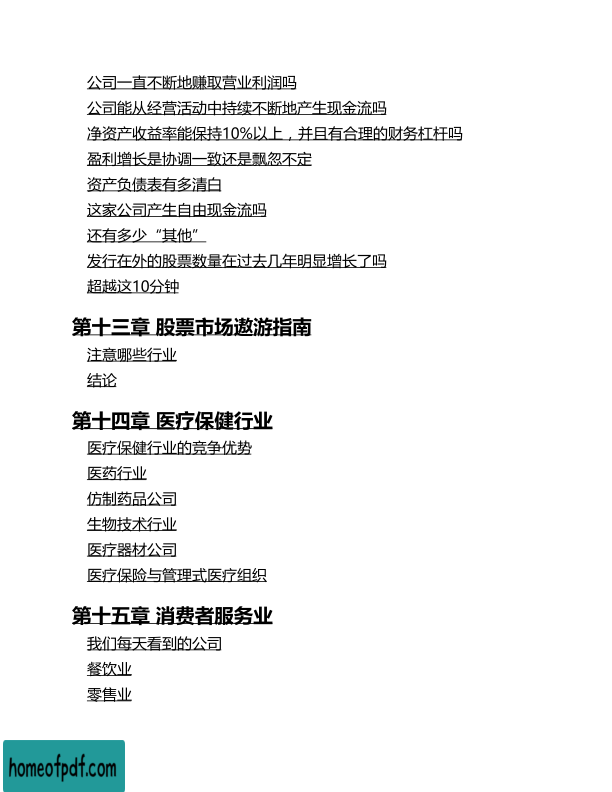 公司一直不断地赚取营业利润吗
公司能从经营活动中持续不断地产生现金流吗
净资产收益率能保持10%以上，并且有合理的财务杠杆吗
盈利增长是协调一致还是飘忽不定
资产负债表有多清白
这家公司产生自由现金流吗
还有多少“其他”
发行在外的股票数量在过去几年明显增长了吗
超越这10分钟
第十三章 股票市场遨游指南
注意哪些行业
结论
第十四章 医疗保健行业
医疗保健行业的竞争优势
医药行业
仿制药品公司
生物技术行业
医疗器材公司
医疗保险与管理式医疗组织
第十五章 消费者服务业
我们每天看到的公司
餐饮业
零售业
homeofpdf.com